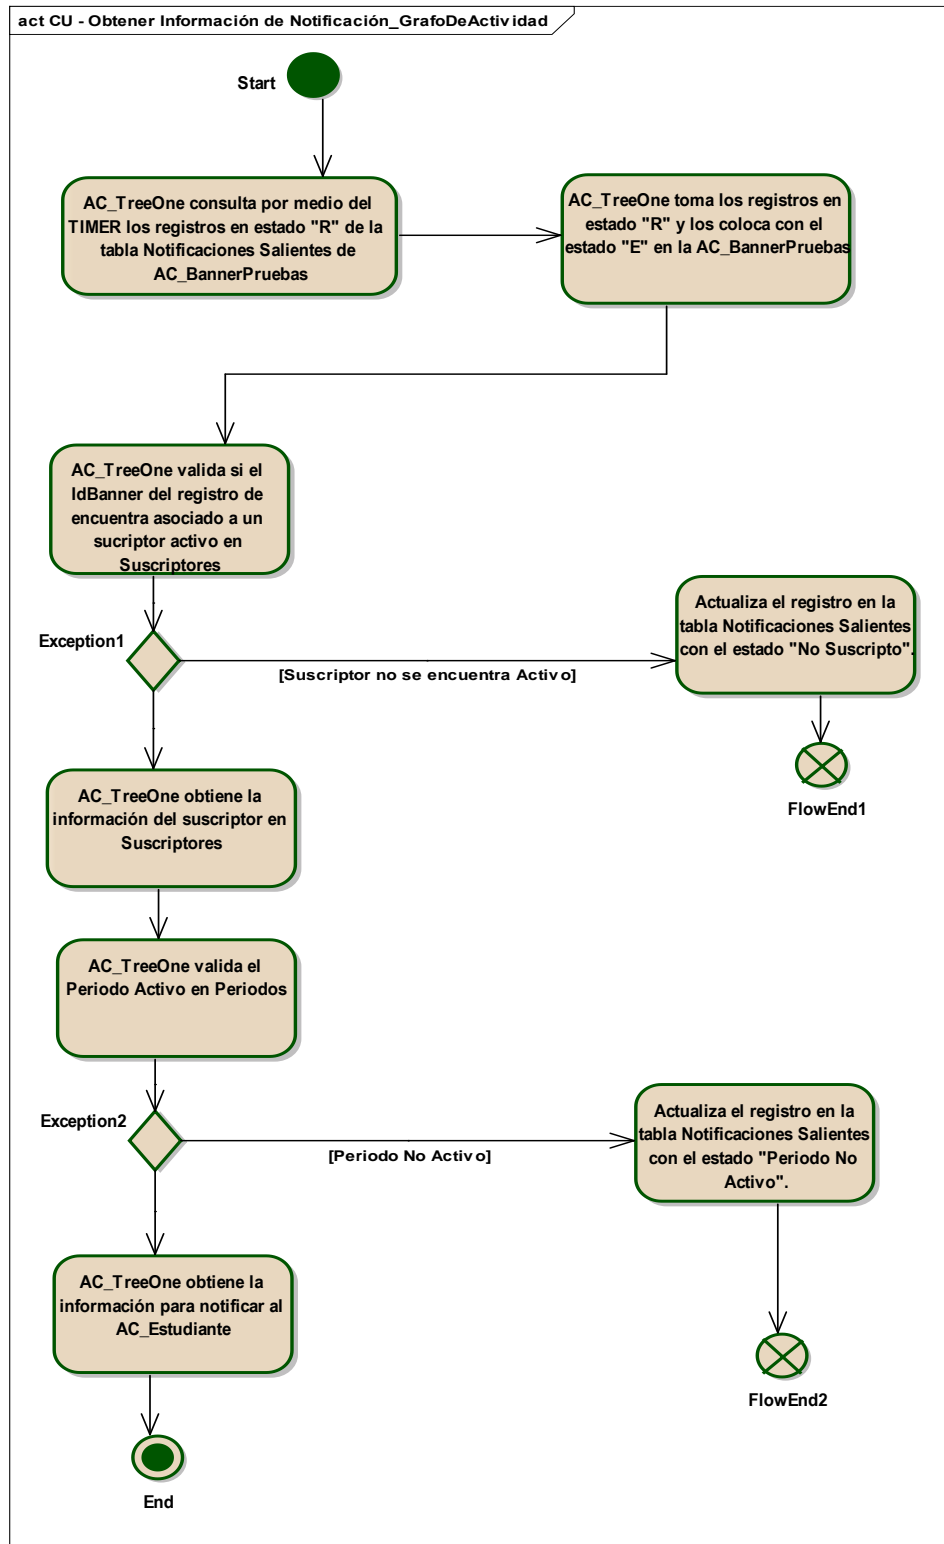 act CU - Obtener Información de Notificación_GrafoDeActividad
Start
AC_TreeOne consulta por medio del
TIMER los registros en estado "R" de la
tabla Notificaciones Salientes de
AC_BannerPruebas
AC_TreeOne toma los registros en
estado "R" y los coloca con el
estado "E" en la AC_BannerPruebas
AC_TreeOne valida si el
IdBanner del registro de
encuentra asociado a un
sucriptor activo en
Suscriptores
Exception1
[Suscriptor no se encuentra Activo]
Actualiza el registro en la
tabla Notificaciones Salientes
con el estado "No Suscripto".
FlowEnd1
AC_TreeOne obtiene la
información del suscriptor en
Suscriptores
AC_TreeOne valida el
Periodo Activo en Periodos
Exception2
[Periodo No Activo]
Actualiza el registro en la
tabla Notificaciones Salientes
con el estado "Periodo No
Activo".
FlowEnd2
AC_TreeOne obtiene la
información para notificar al
AC_Estudiante
End